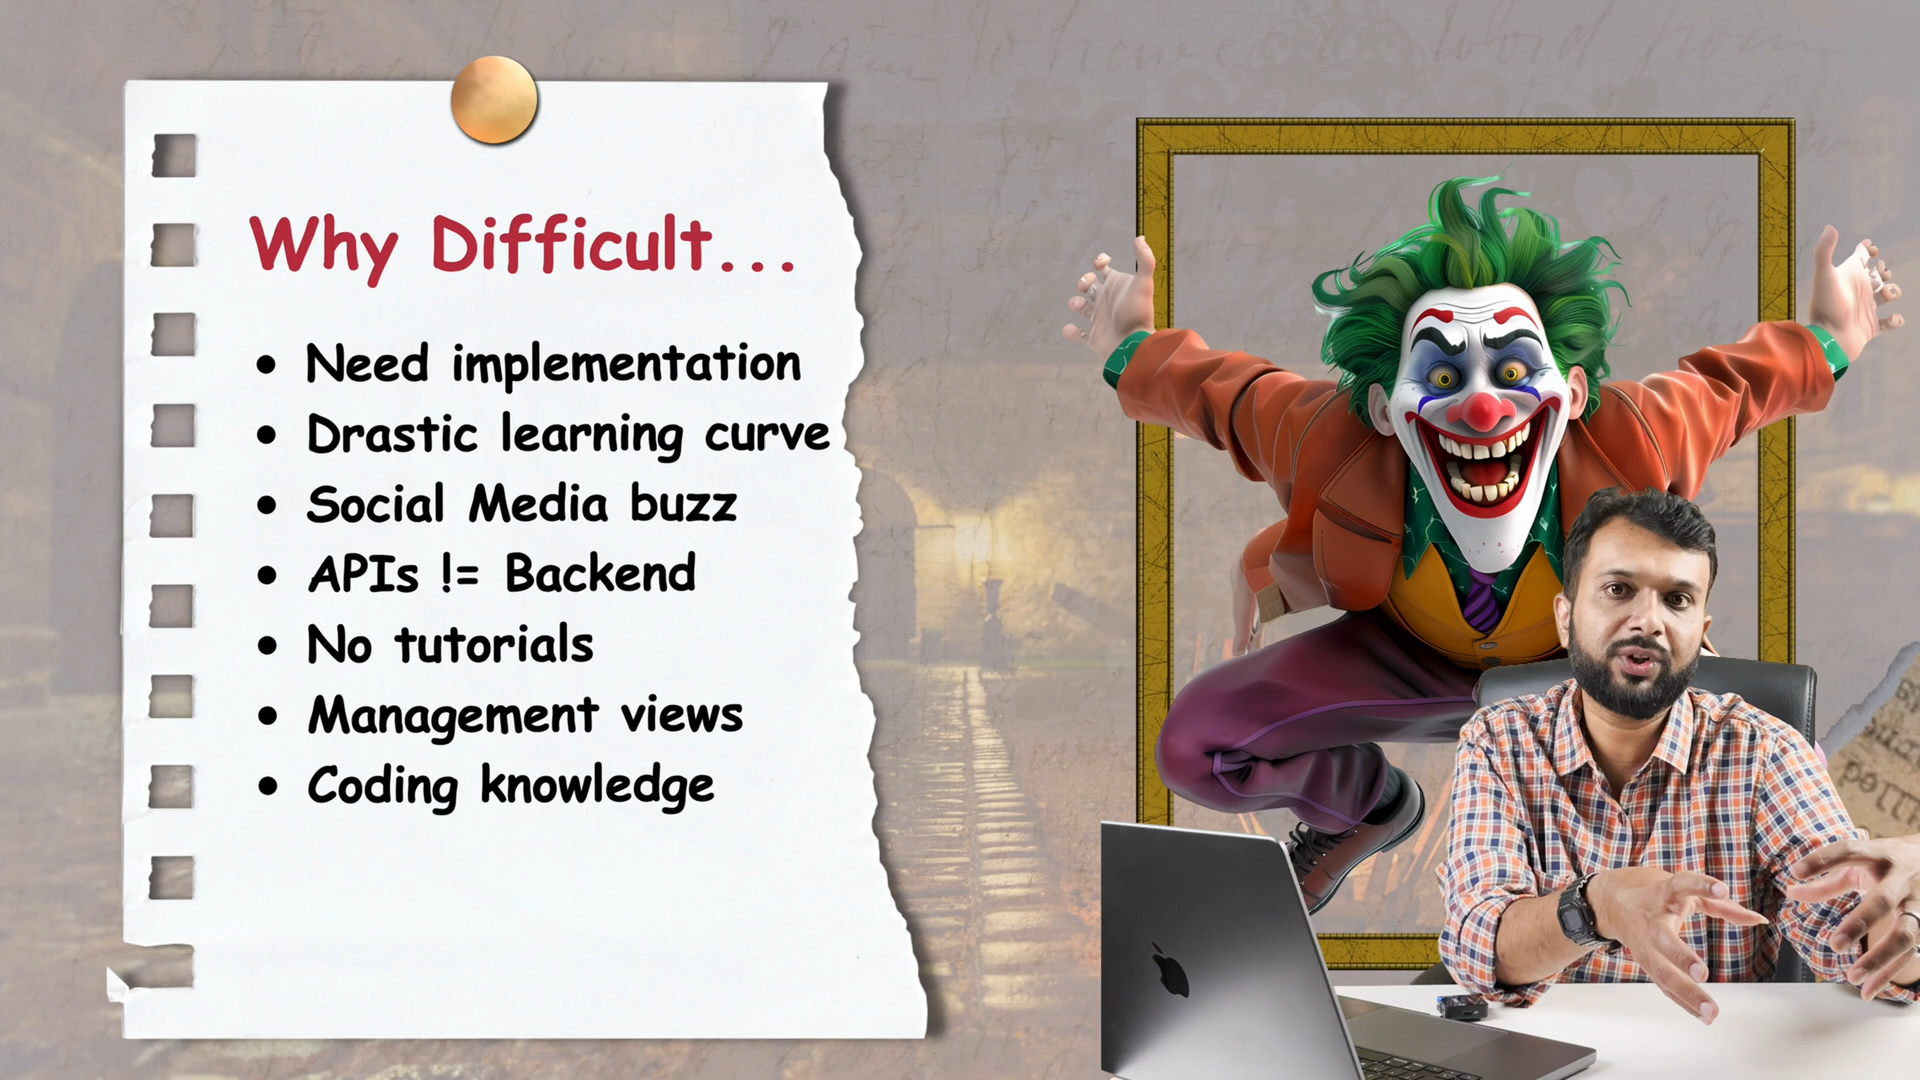 Why Difficult...
• Need implementation
• Drastic learning curve
• Social Media buzz
• APIs != Backend
• No tutorials
• Management views
• Coding knowledge